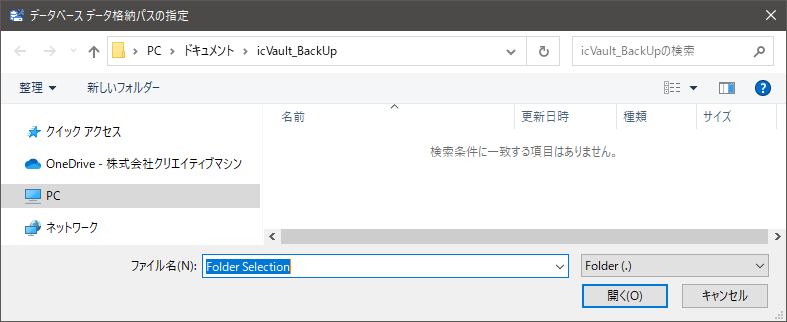 データベース データ格納パスの指定
PC ドキュメント icVault_BackUp icVault_BackUpの検索
整理 新しいフォルダー
名前 更新日時 種類 サイズ
検索条件に一致する項目はありません。
クイック アクセス
OneDrive - 株式会社クリエイティブマシン
PC
ネットワーク
ファイル名(N): Folder Selection Folder (.)
開く(O) キャンセル